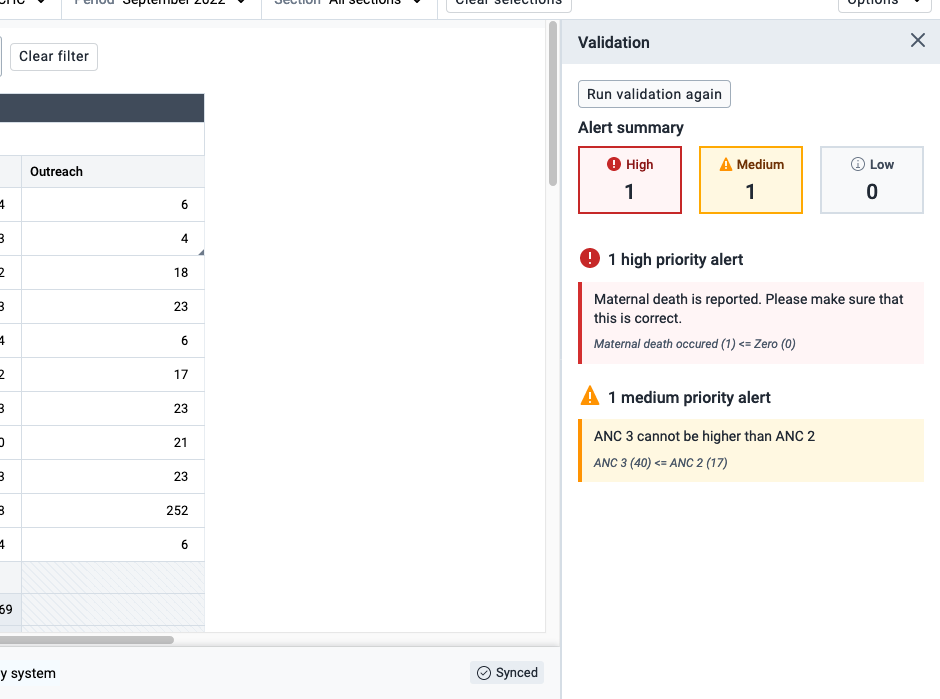 CHC Period September 2022 Section All sections Clear selections Options
Validation
Clear filter
Run validation again
Alert summary
High
Medium
Low
1
1
0
Outreach
4 6
3 4
2 18
3 23
4 6
2 17
3 23
0 21
3 23
8 252
4 6
69
1 high priority alert
Maternal death is reported. Please make sure that
this is correct.
Maternal death occured (1) <= Zero (0)
1 medium priority alert
ANC 3 cannot be higher than ANC 2
ANC 3 (40) <= ANC 2 (17)
y system
Synced